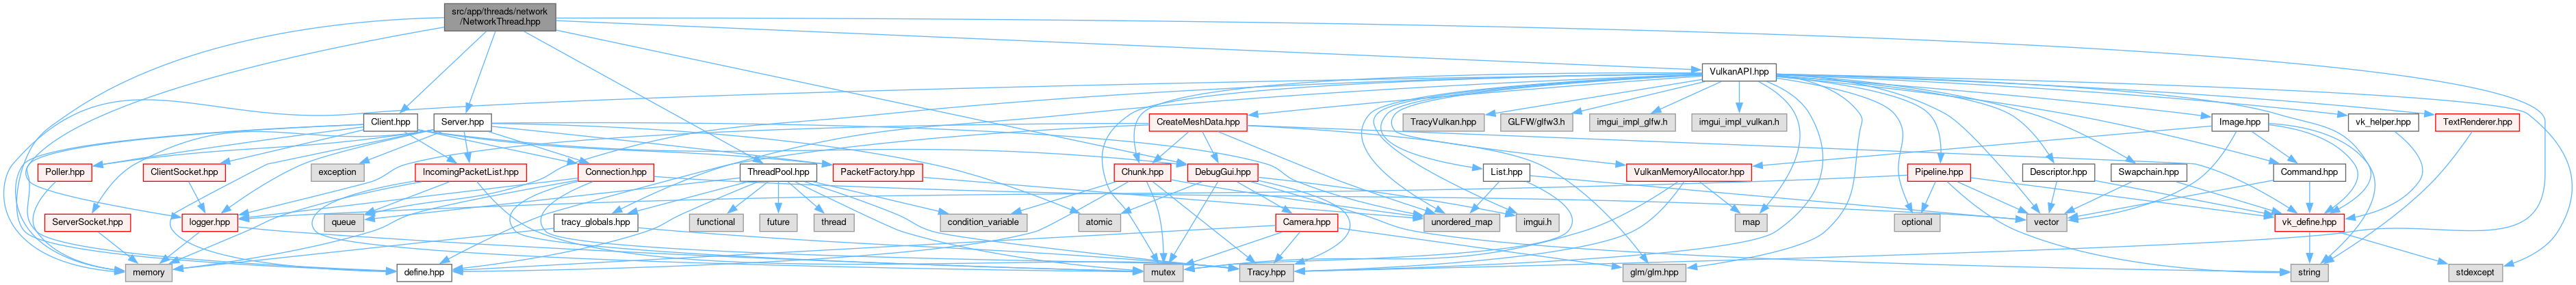 src/app/threads/network
/NetworkThread.hpp
VulkanAPI.hpp
Client.hpp
Server.hpp
TracyVulkan.hpp
GLFW/glfw3.h
imgui_impl_glfw.h
imgui_impl_vulkan.h
CreateMeshData.hpp
Image.hpp
vk_helper.hpp
TextRenderer.hpp
Poller.hpp
ClientSocket.hpp
exception
IncomingPacketList.hpp
Connection.hpp
ThreadPool.hpp
PacketFactory.hpp
Chunk.hpp
DebugGui.hpp
List.hpp
VulkanMemoryAllocator.hpp
Pipeline.hpp
Descriptor.hpp
Swapchain.hpp
Command.hpp
ServerSocket.hpp
logger.hpp
queue
tracy_globals.hpp
functional
future
thread
condition_variable
atomic
Camera.hpp
unordered_map
imgui.h
map
optional
vector
vk_define.hpp
memory
define.hpp
mutex
Tracy.hpp
glm/glm.hpp
string
stdexcept